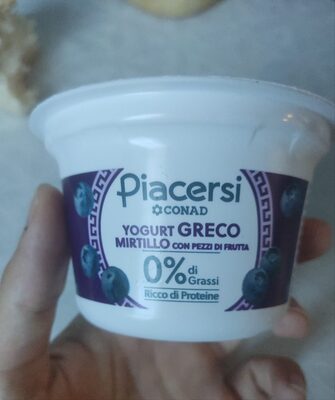 Piacersi
CONAD
YOGURT GRECO
MIRTILLO CON PEZZI DI FRUTTA
0% di Grassi
Ricco di Proteine